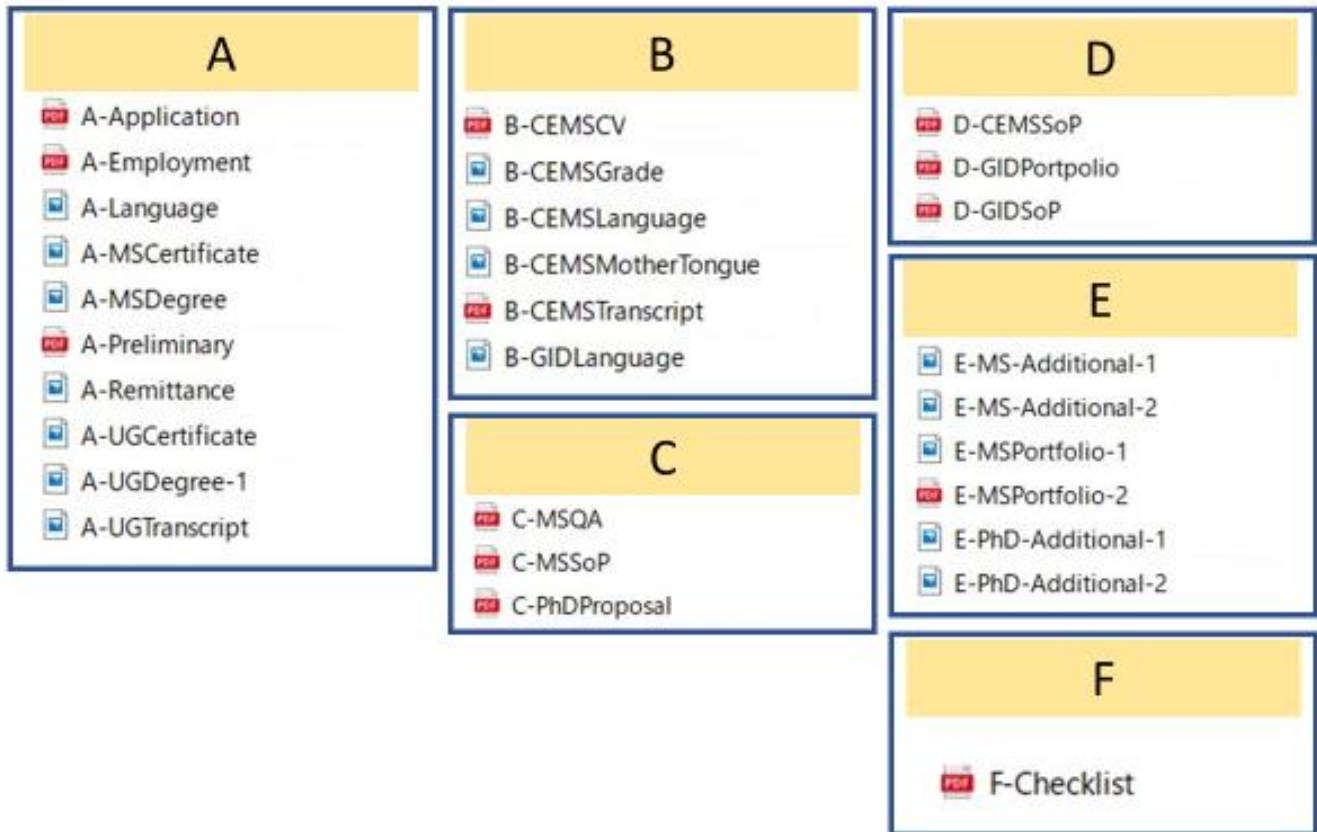 A
A-Application
A-Employment
A-Language
A-MSCertificate
A-MSDegree
A-Preliminary
A-Remittance
A-UGCertificate
A-UGDegree-1
A-UGTranscript
B
B-CEMSCV
B-CEMSGrade
B-CEMSLanguage
B-CEMSMotherTongue
B-CEMSTranscript
B-GIDLanguage
C
C-MSQA
C-MSSoP
C-PhDProposal
D
D-CEMSSoP
D-GIDPortpolio
D-GIDSoP
E
E-MS-Additional-1
E-MS-Additional-2
E-MSPortfolio-1
E-MSPortfolio-2
E-PhD-Additional-1
E-PhD-Additional-2
F
F-Checklist